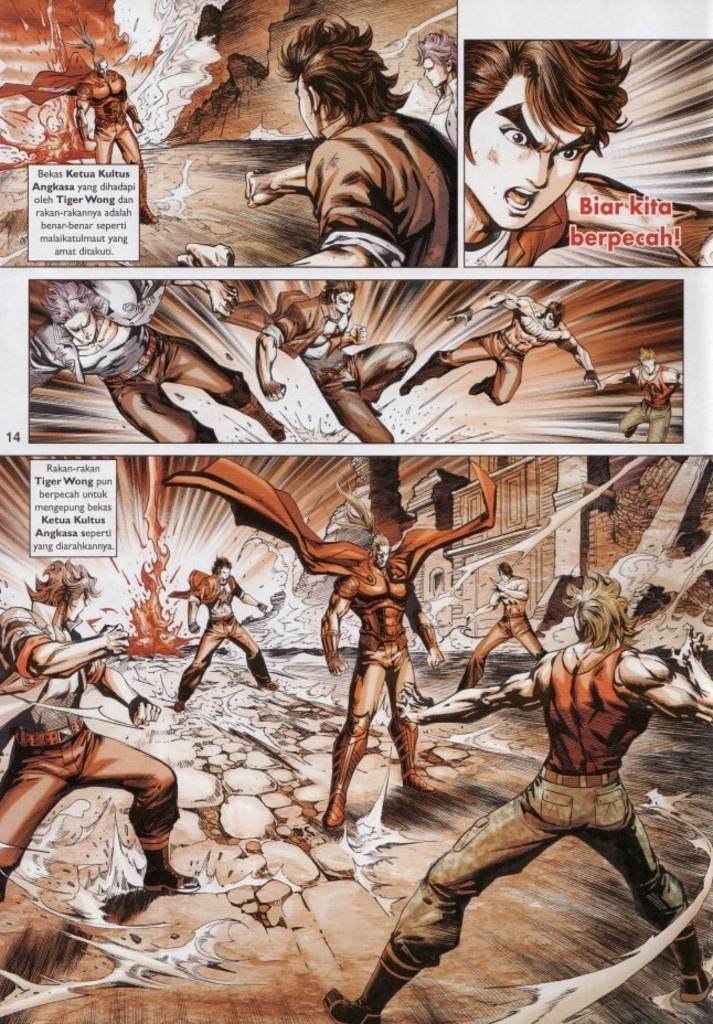 Bekas Ketua Kultus
Angkasa yang dihadapi
oleh Tiger Wong dan
rakan-rakannya adalah
benar-benar seperti
malaikatulmaut yang
amat ditakuti.
Biar kita
berpecah!
14
Rakan-rakan
Tiger Wong pun
berpecah untuk
mengepung bekas
Ketua Kultus
Angkasa seperti
yang diarahkannya.